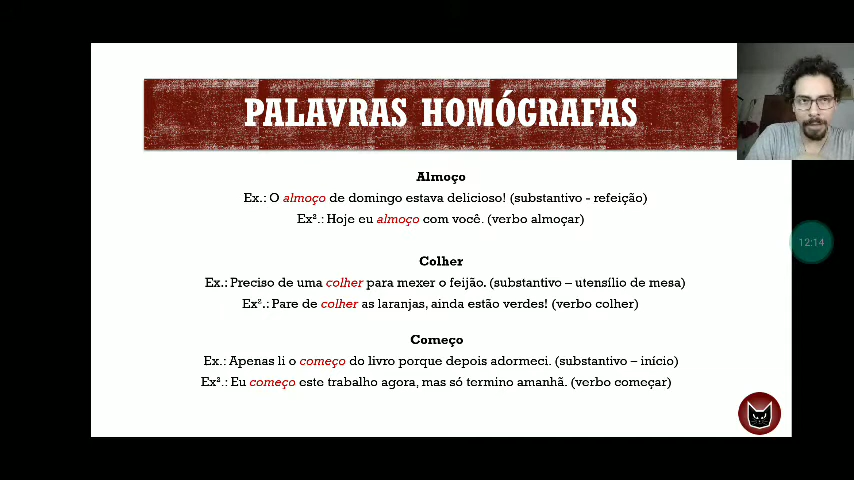 PALAVRAS HOMÓGRAFAS
Almoço
Ex.: O almoço de domingo estava delicioso! (substantivo - refeição)
Ex².: Hoje eu almoço com você. (verbo almoçar)
12:14
Colher
Ex.: Preciso de uma colher para mexer o feijão. (substantivo – utensílio de mesa)
Ex².: Pare de colher as laranjas, ainda estão verdes! (verbo colher)
Começo
Ex.: Apenas li o começo do livro porque depois adormeci. (substantivo – início)
Ex².: Eu começo este trabalho agora, mas só termino amanhã. (verbo começar)